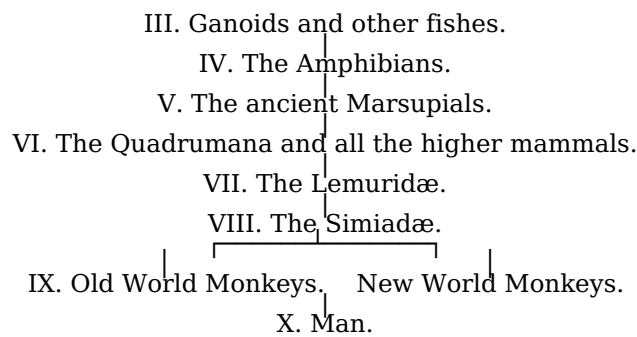 III. Ganoids and other fishes.
IV. The Amphibians.
V. The ancient Marsupials.
VI. The Quadrumana and all the higher mammals.
VII. The Lemuridæ.
VIII. The Simiadæ.
IX. Old World Monkeys. New World Monkeys.
X. Man.